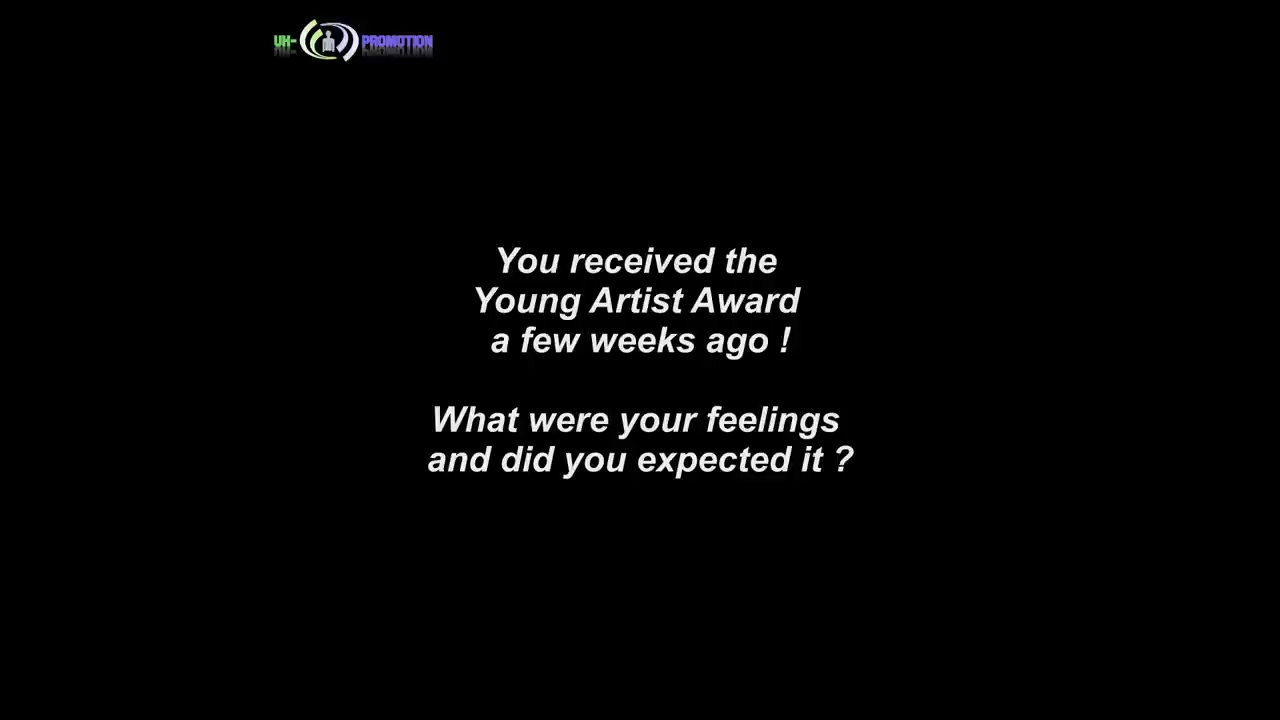 UH- PROMOTION
You received the
Young Artist Award
a few weeks ago !
What were your feelings
and did you expected it ?